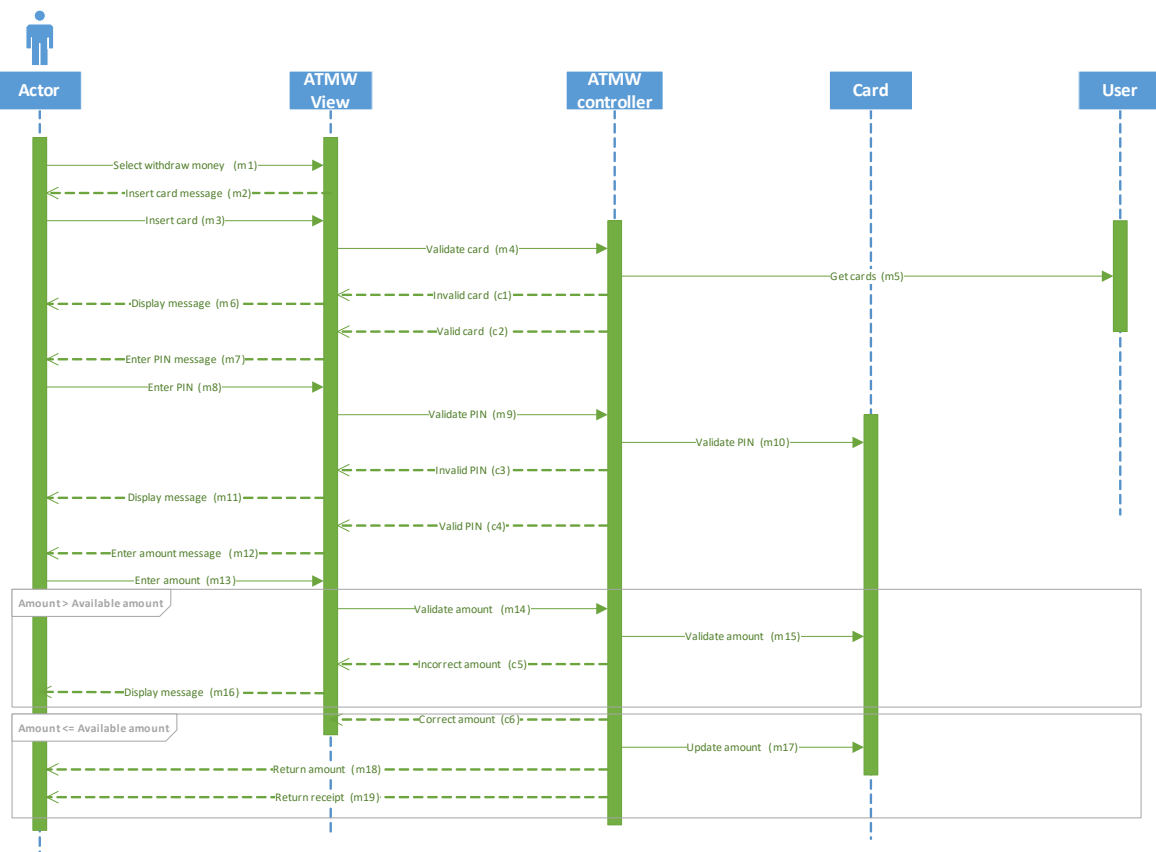 Actor
ATMW
View
ATMW
controller
Card
User
Select withdraw money (m1)
Insert card message (m2)
Insert card (m3)
Validate card (m4)
Get cards (m5)
Invalid card (c1)
Display message (m6)
Valid card (c2)
Enter PIN message (m7)
Enter PIN (m8)
Validate PIN (m9)
Validate PIN (m10)
Invalid PIN (c3)
Display message (m11)
Valid PIN (c4)
Enter amount message (m12)
Enter amount (m13)
Amount > Available amount
Validate amount (m14)
Validate amount (m15)
Incorrect amount (c5)
Display message (m16)
Correct amount (c6)
Amount <= Available amount
Update amount (m17)
Return amount (m18)
Return receipt (m19)